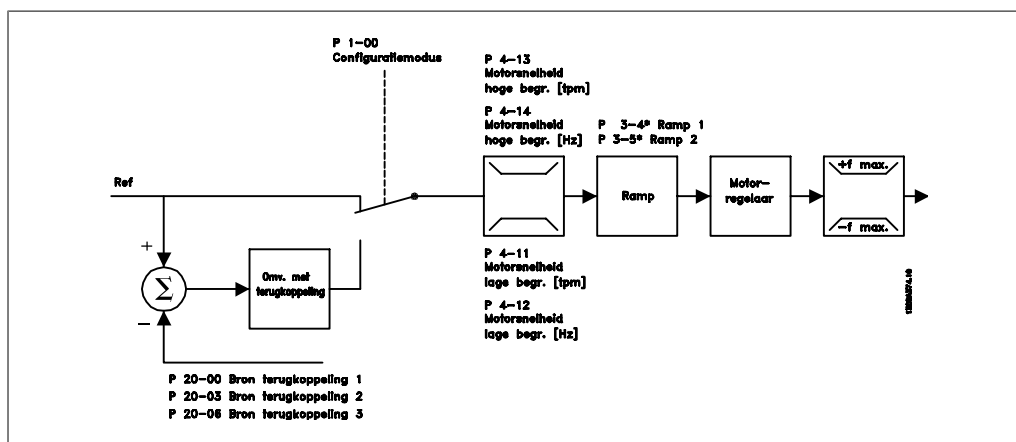 P 1-00
Configuratiemodus
P 4-13
Motorsnelheid
hoge begr. [tpm]
P 4-14
Motorsnelheid
hoge begr. [Hz]
P 3-4* Ramp 1
P 3-5* Ramp 2
Ref
+f max.
Ramp
Motor-
regelaar
-f max.
+
Σ
Omv. met
terugkoppeling
−
P 4-11
Motorsnelheid
lage begr. [tpm]
P 4-12
Motorsnelheid
lage begr. [Hz]
P 20-00 Bron terugkoppeling 1
P 20-03 Bron terugkoppeling 2
P 20-06 Bron terugkoppeling 3